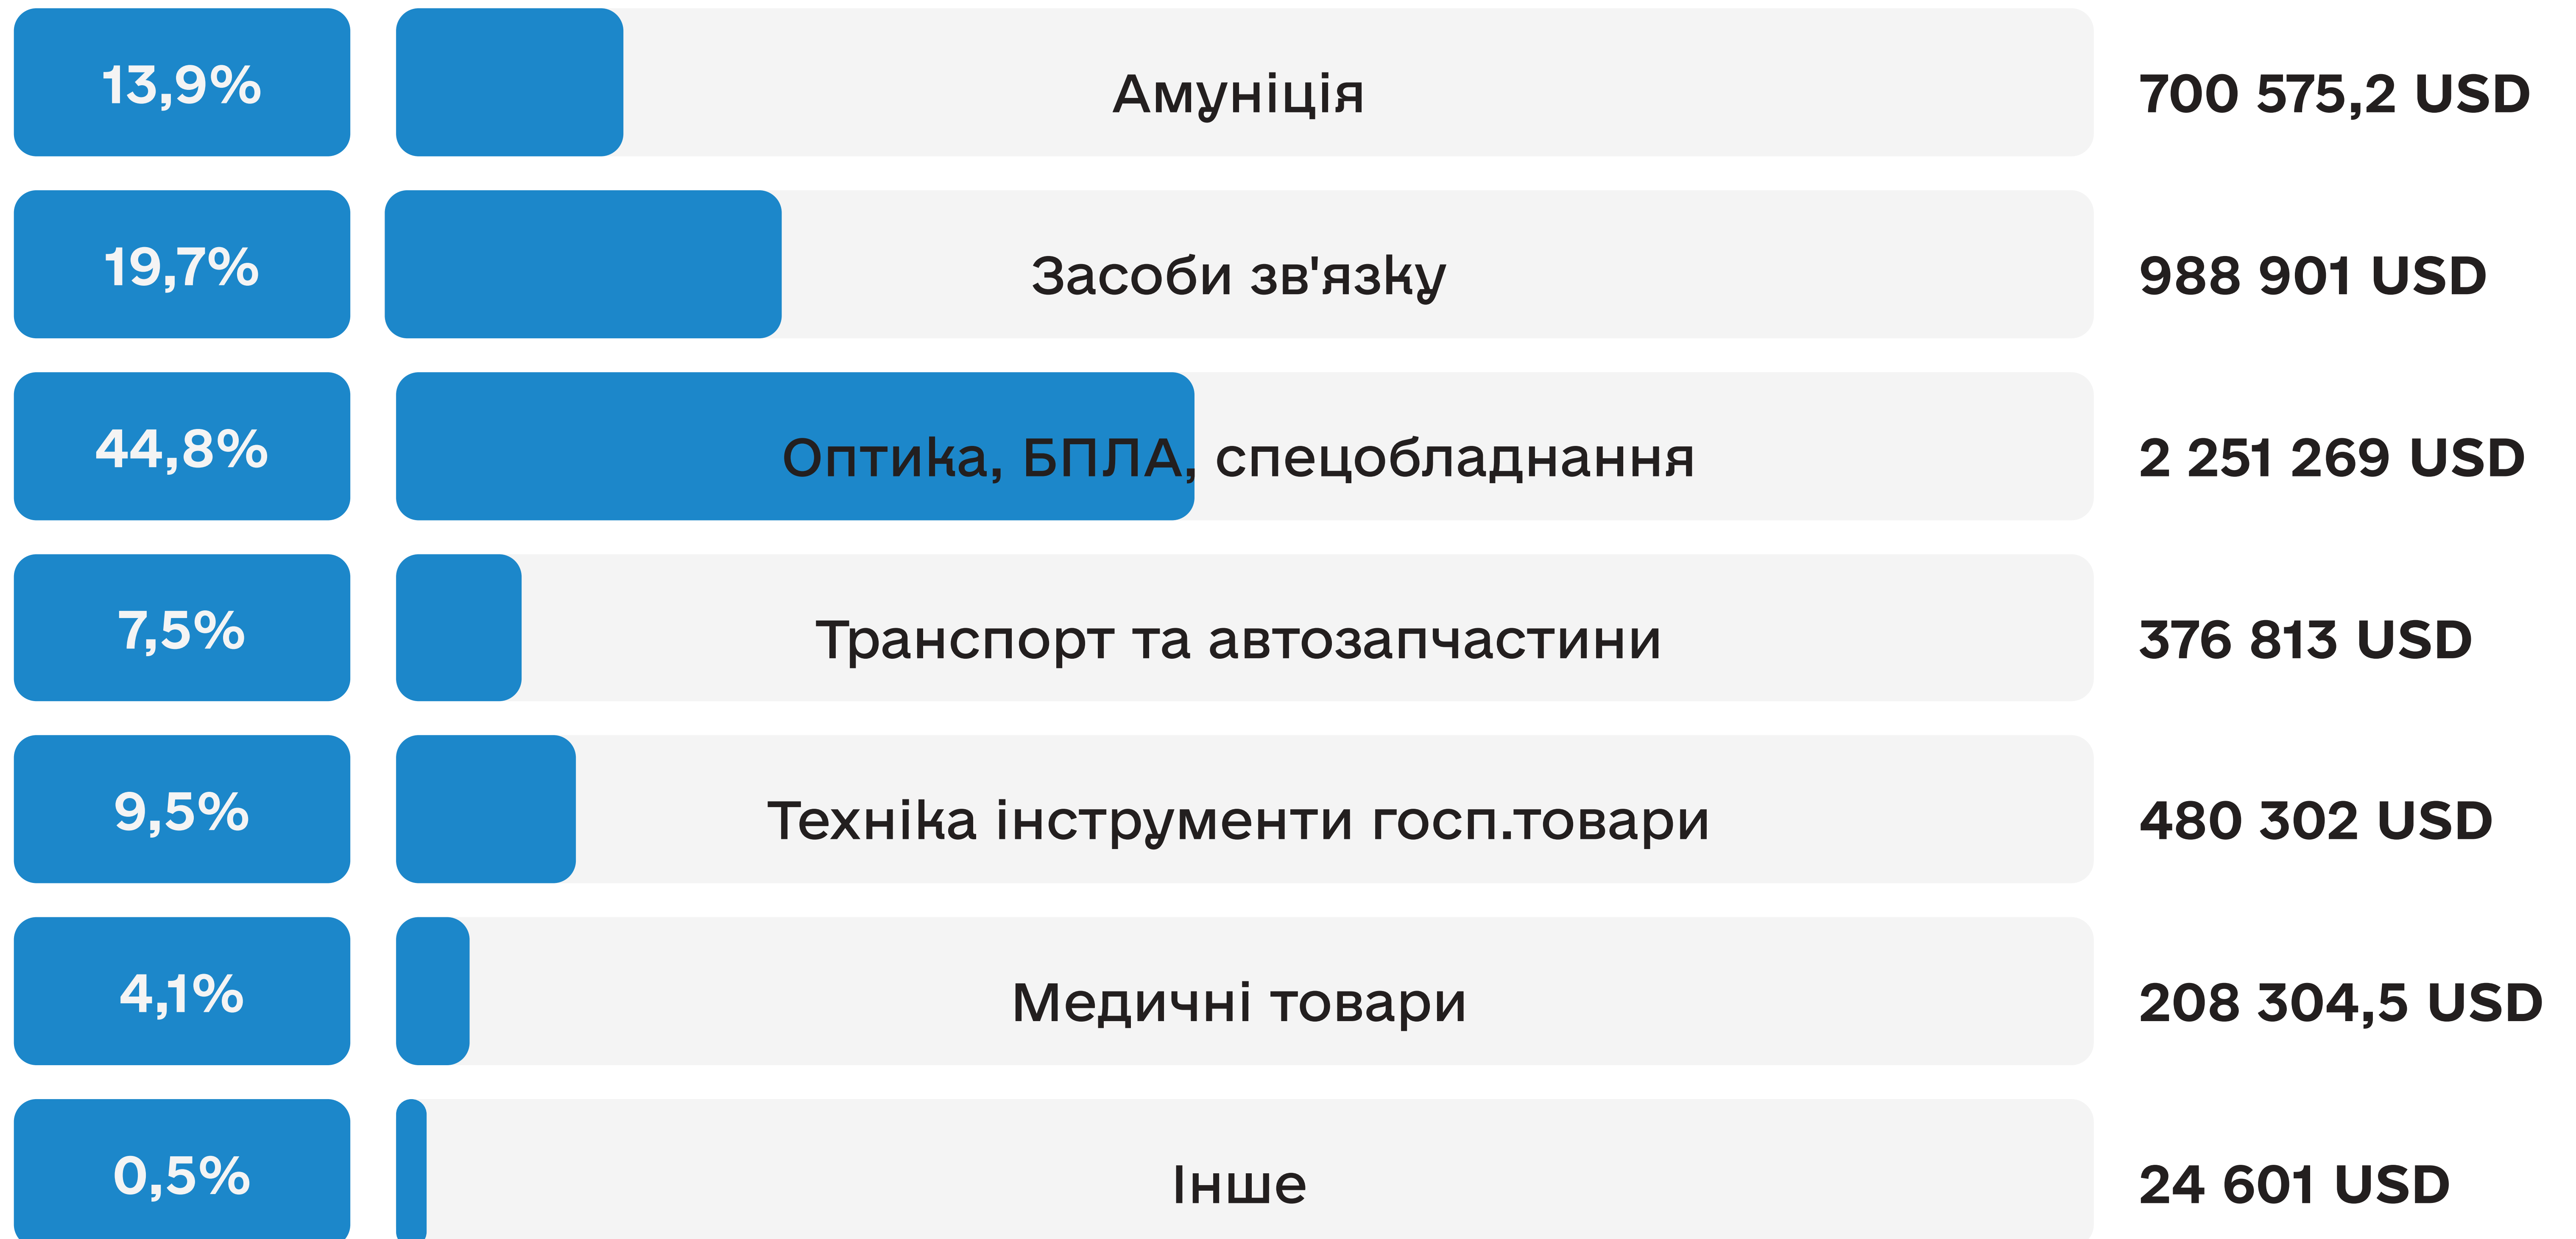 13,9% Амуніція 700 575,2 USD
19,7% Засоби зв'язку 988 901 USD
44,8% Оптика, БПЛА, спецобладнання 2 251 269 USD
7,5% Транспорт та автозапчастини 376 813 USD
9,5% Техніка інструменти госп.товари 480 302 USD
4,1% Медичні товари 208 304,5 USD
0,5% Інше 24 601 USD